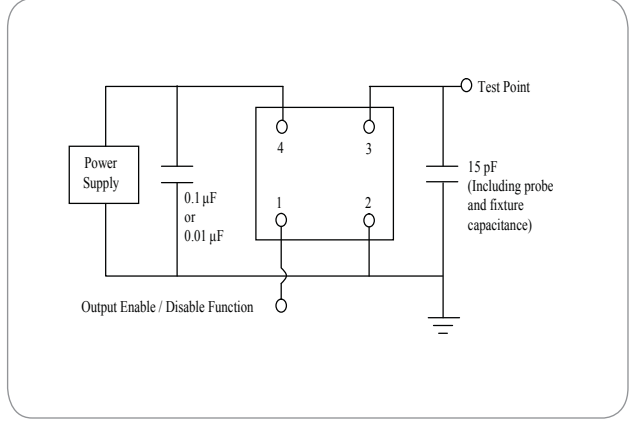 Test Point
4
3
Power
Supply
15 pF
(Including probe
and fixture
capacitance)
0.1 µF
or
0.01 µF
1
2
Output Enable / Disable Function